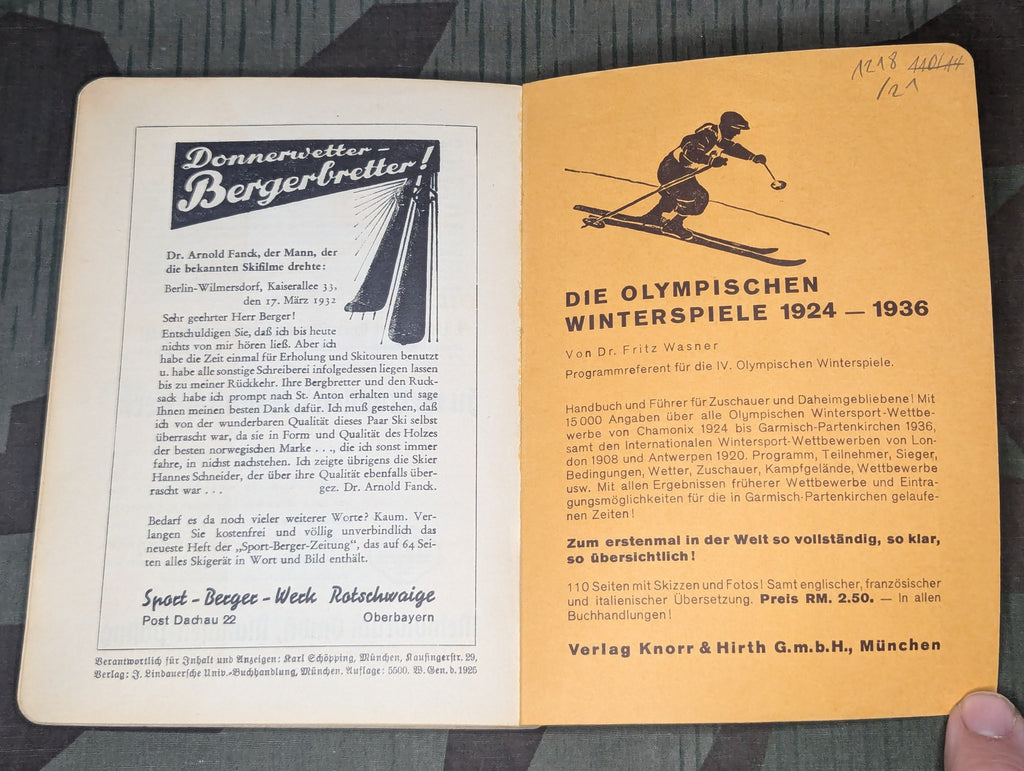 Donnerwetter –
Bergerbretter!
Dr. Arnold Fanck, der Mann, der
die bekannten Skifilme drehte:
Berlin-Wilmersdorf, Kaiserallee 33,
den 17. März 1932
Sehr geehrter Herr Berger!
Entschuldigen Sie, daß ich bis heute
nichts von mir hören ließ. Aber ich
habe die Zeit einmal für Erholung und Skitouren benutzt
u. habe alle sonstige Schreiberei infolgedessen liegen lassen
bis zu meiner Rückkehr. Ihre Bergbretter und den Ruck-
sack habe ich prompt nach St. Anton erhalten und sage
Ihnen meinen besten Dank dafür. Ich muß gestehen, daß
ich von der wunderbaren Qualität dieses Paar Ski selbst
überrascht war, da sie in Form und Qualität des Holzes
der besten norwegischen Marke . . ., die ich sonst immer
fahre, in nichts nachstehen. Ich zeigte übrigens die Skier
Hannes Schneider, der über ihre Qualität ebenfalls über-
rascht war . . . gez. Dr. Arnold Fanck.
Bedarf es da noch vieler weiterer Worte? Kaum. Ver-
langen Sie kostenfrei und völlig unverbindlich das
neueste Heft der „Sport-Berger-Zeitung“, das auf 64 Sei-
ten alles Skigerät in Wort und Bild enthält.
Sport-Berger-Werk Rotschwaige
Post Dachau 22 Oberbayern
Verantwortlich für Inhalt und Anzeigen: Karl Schöpping, München, Kaufingerstr. 29,
Verlag: J. Lindauersche Univ.-Buchhandlung, München. Auflage: 5500. W. Gen. d. 1926
1218 110/44
/21
DIE OLYMPISCHEN
WINTERSPIELE 1924 — 1936
Von Dr. Fritz Wasner
Programmreferent für die IV. Olympischen Winterspiele.
Handbuch und Führer für Zuschauer und Daheimgebliebene! Mit
15 000 Angaben über alle Olympischen Wintersport-Wettbe-
werbe von Chamonix 1924 bis Garmisch-Partenkirchen 1936,
samt den Internationalen Wintersport-Wettbewerben von Lon-
don 1908 und Antwerpen 1920. Programm, Teilnehmer, Sieger,
Bedingungen, Wetter, Zuschauer, Kampfgelände, Wettbewerbe
usw. Mit allen Ergebnissen früherer Wettbewerbe und Eintra-
gungsmöglichkeiten für die in Garmisch-Partenkirchen gelaufe-
nen Zeiten!
Zum erstenmal in der Welt so vollständig, so klar,
so übersichtlich!
110 Seiten mit Skizzen und Fotos! Samt englischer, französischer
und italienischer Übersetzung. Preis RM. 2.50. — In allen
Buchhandlungen!
Verlag Knorr & Hirth G.m.b.H., München